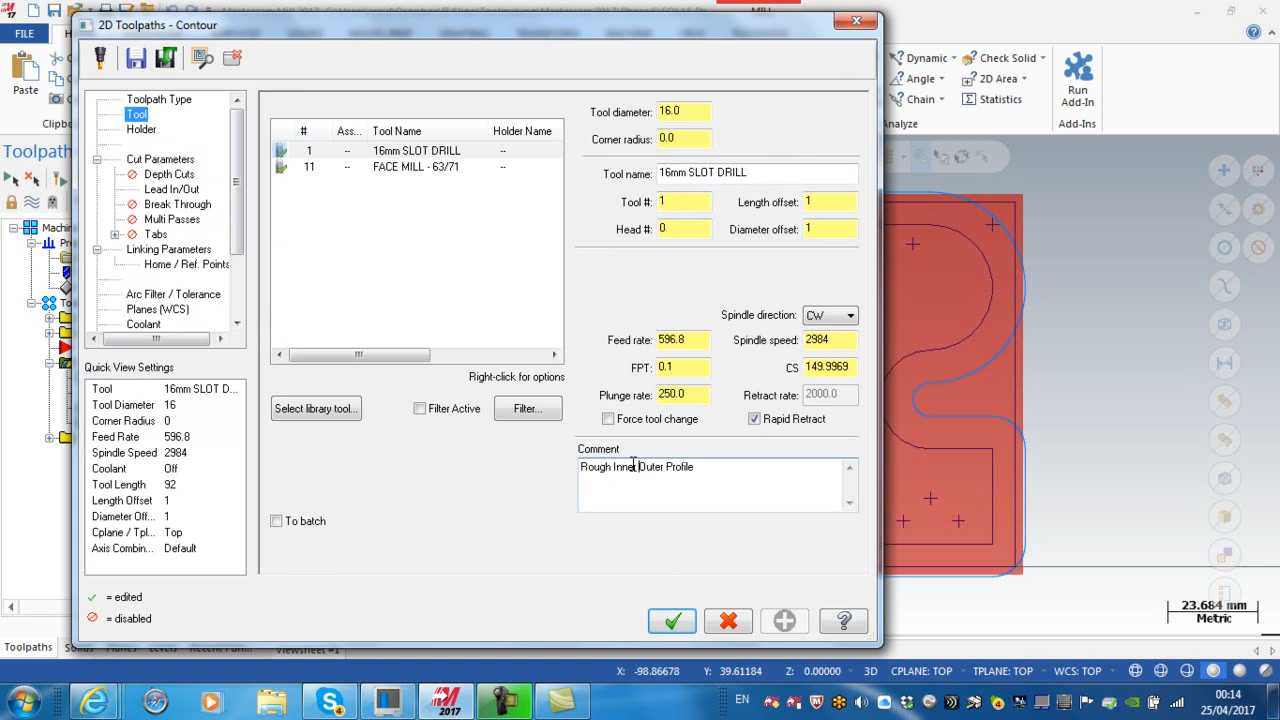 2D Toolpaths - Contour
FILE
Paste
Clipb
Dynamic
Check Solid
Angle
2D Area
Chain
Statistics
Run
Add-In
Analyze
Add-Ins
Toolpath Type
Tool
Holder
Cut Parameters
Depth Cuts
Lead In/Out
Break Through
Multi Passes
Tabs
Linking Parameters
Home / Ref. Points
Arc Filter / Tolerance
Planes (WCS)
Coolant
# Ass... Tool Name Holder Name
1 -- 16mm SLOT DRILL --
11 -- FACE MILL - 63/71 --
Right-click for options
Select library tool...
Filter Active
Filter...
To batch
Tool diameter: 16.0
Corner radius: 0.0
Tool name: 16mm SLOT DRILL
Tool #: 1 Length offset: 1
Head #: 0 Diameter offset: 1
Spindle direction: CW
Feed rate: 596.8 Spindle speed: 2984
FPT: 0.1 CS 149.9969
Plunge rate: 250.0 Retract rate: 2000.0
Force tool change Rapid Retract
Comment
Rough Inner Outer Profile
Quick View Settings
Tool 16mm SLOT D...
Tool Diameter 16
Corner Radius 0
Feed Rate 596.8
Spindle Speed 2984
Coolant Off
Tool Length 92
Length Offset 1
Diameter Off... 1
Cplane / Tpl... Top
Axis Combin... Default
= edited
= disabled
23.684 mm
Metric
Toolpaths
X: -98.86678 Y: 39.61184 Z: 0.00000 3D CPLANE: TOP TPLANE: TOP WCS: TOP
2017
EN
00:14
25/04/2017